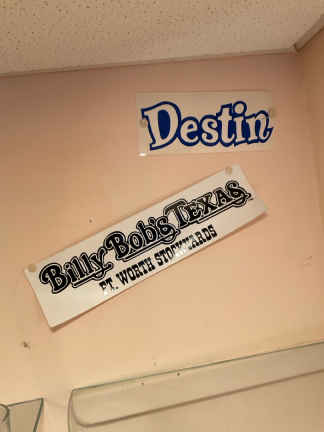 Destin
Billy Bob's Texas
FT. WORTH STOCKYARDS